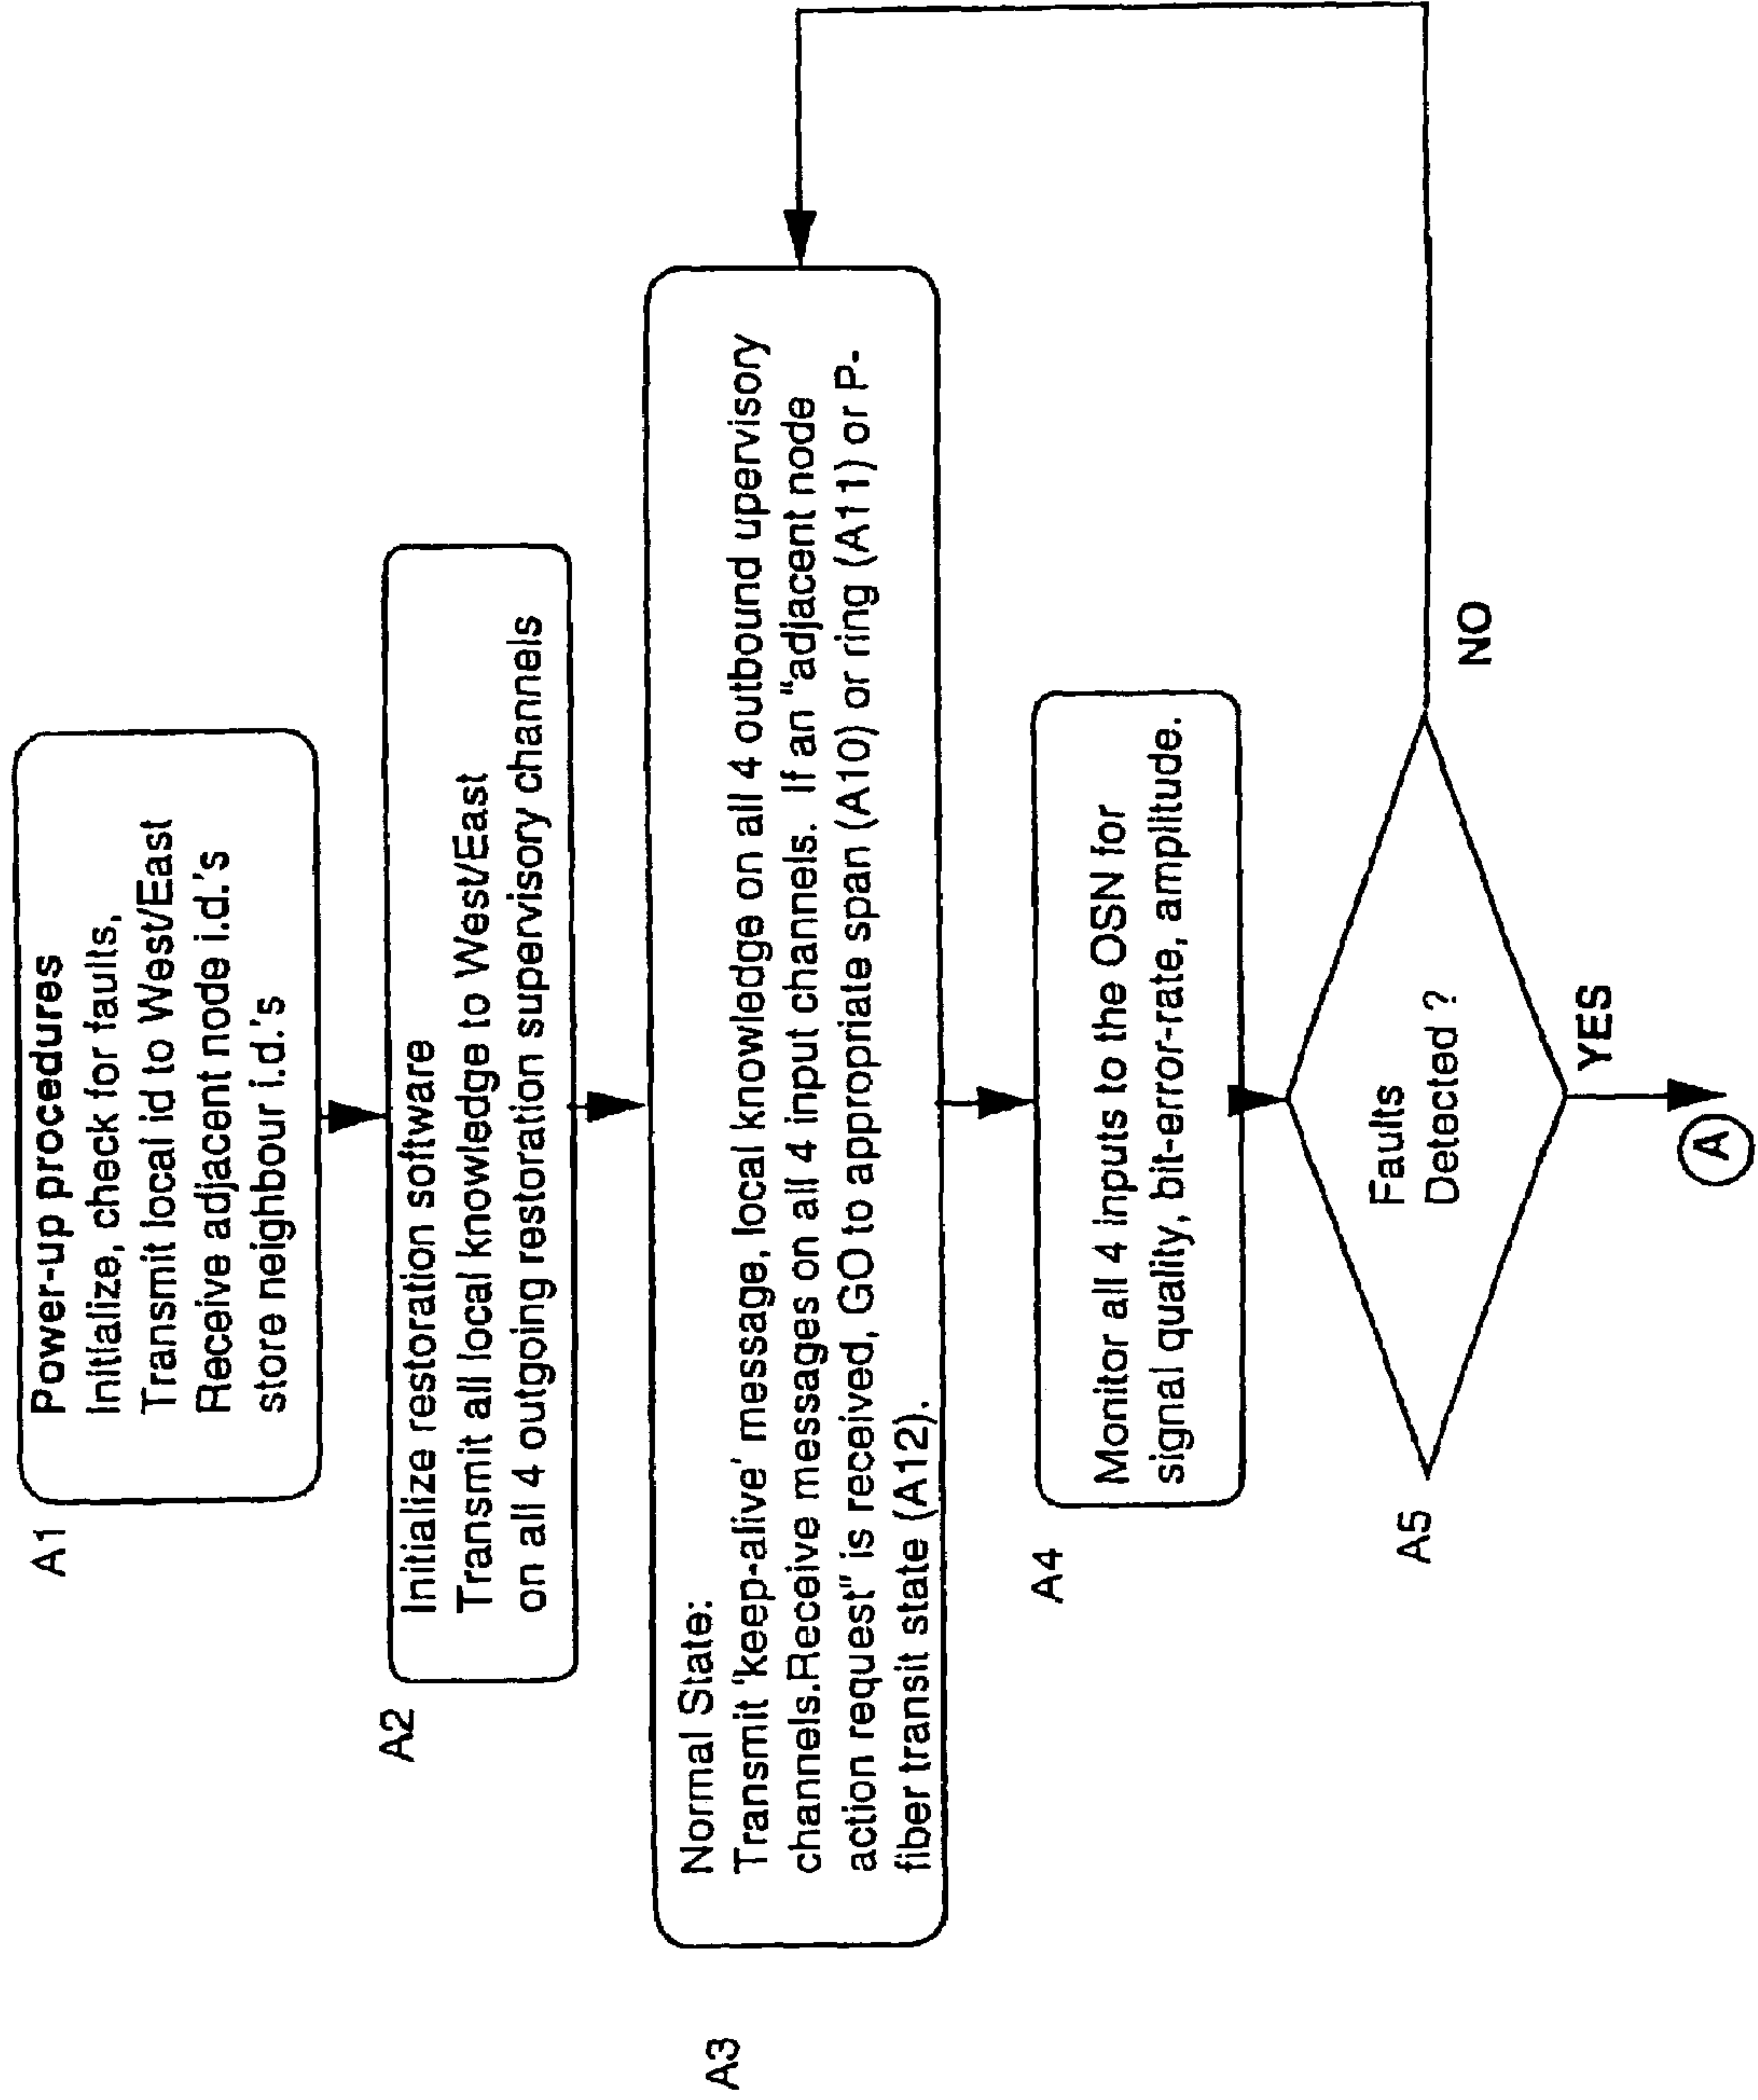 A1
Power-up procedures
Initialize, check for faults,
Transmit local id to West/East
Receive adjacent node i.d.'s
store neighbour i.d.'s
A2
Initialize restoration software
Transmit all local knowledge to West/East
on all 4 outgoing restoration supervisory channels
A3
Normal State:
Transmit 'keep-alive' message, local knowledge on all 4 outbound upervisory
channels.Receive messages on all 4 input channels. If an "adjacent node
action request" is received, GO to appropriate span (A10) or ring (A11) or P-
fiber transit state (A12).
A4
Monitor all 4 inputs to the OSN for
signal quality, bit-error-rate, amplitude.
A5
Faults
Detected ?
NO
YES
A